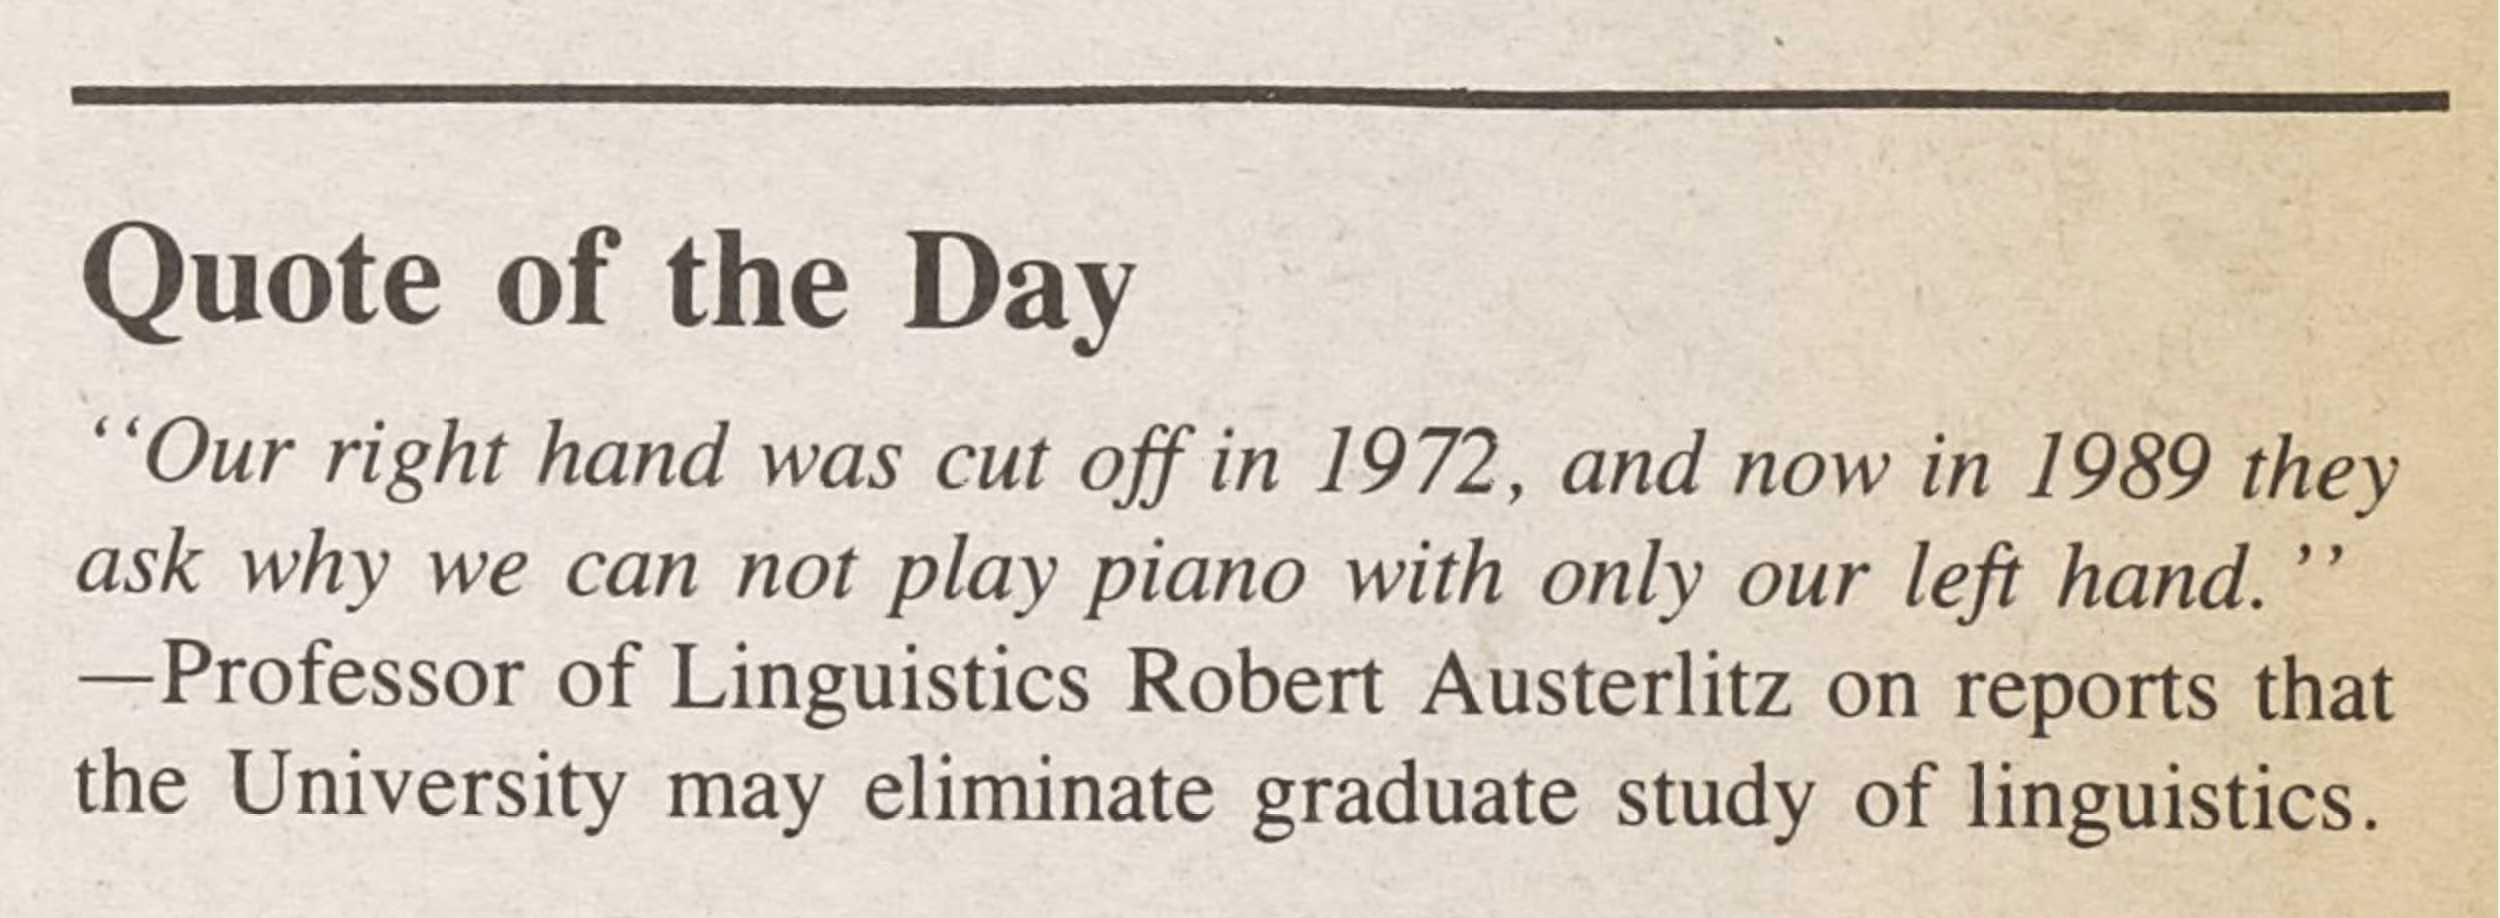 Quote of the Day
‘‘Our right hand was cut off in 1972, and now in 1989 they
ask why we can not play piano with only our left hand.’’
—Professor of Linguistics Robert Austerlitz on reports that
the University may eliminate graduate study of linguistics.